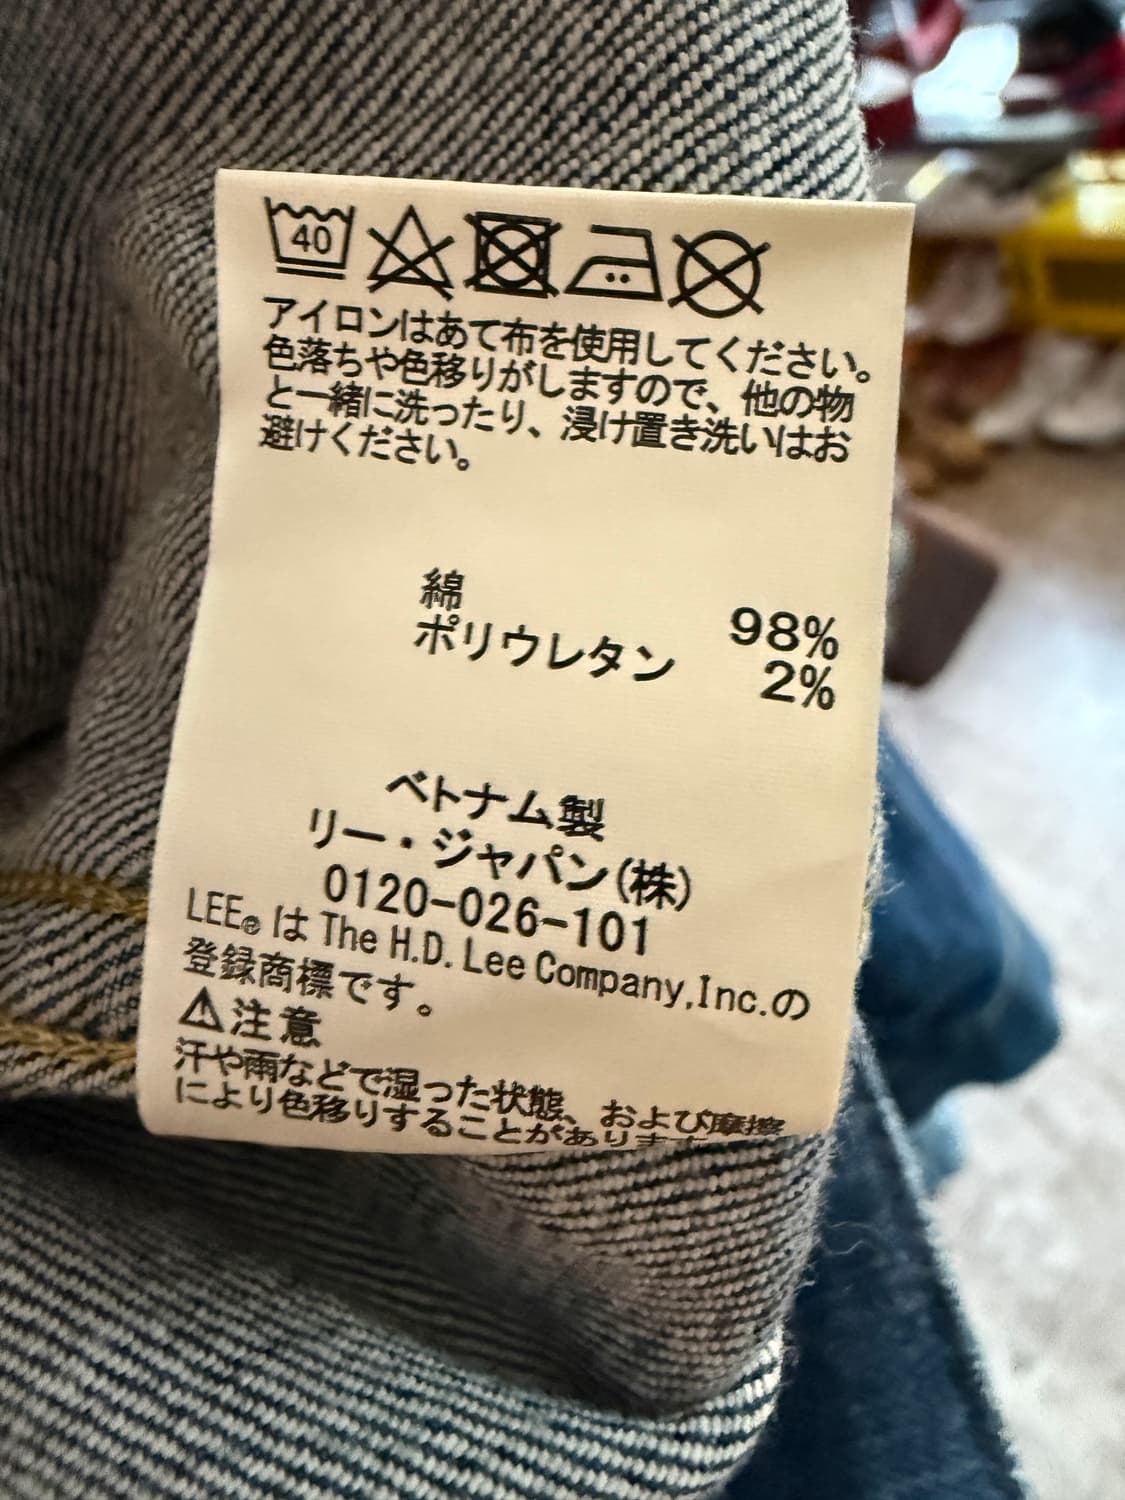 40
アイロンはあて布を使用してください。
色落ちや色移りがしますので、他の物
と一緒に洗ったり、浸け置き洗いはお
避けください。
綿 98%
ポリウレタン 2%
ベトナム製
リー・ジャパン(株)
0120-026-101
LEE® は The H.D. Lee Company,Inc.の
登録商標です。
⚠注意
汗や雨などで湿った状態、および摩擦
により色移りすることがあります